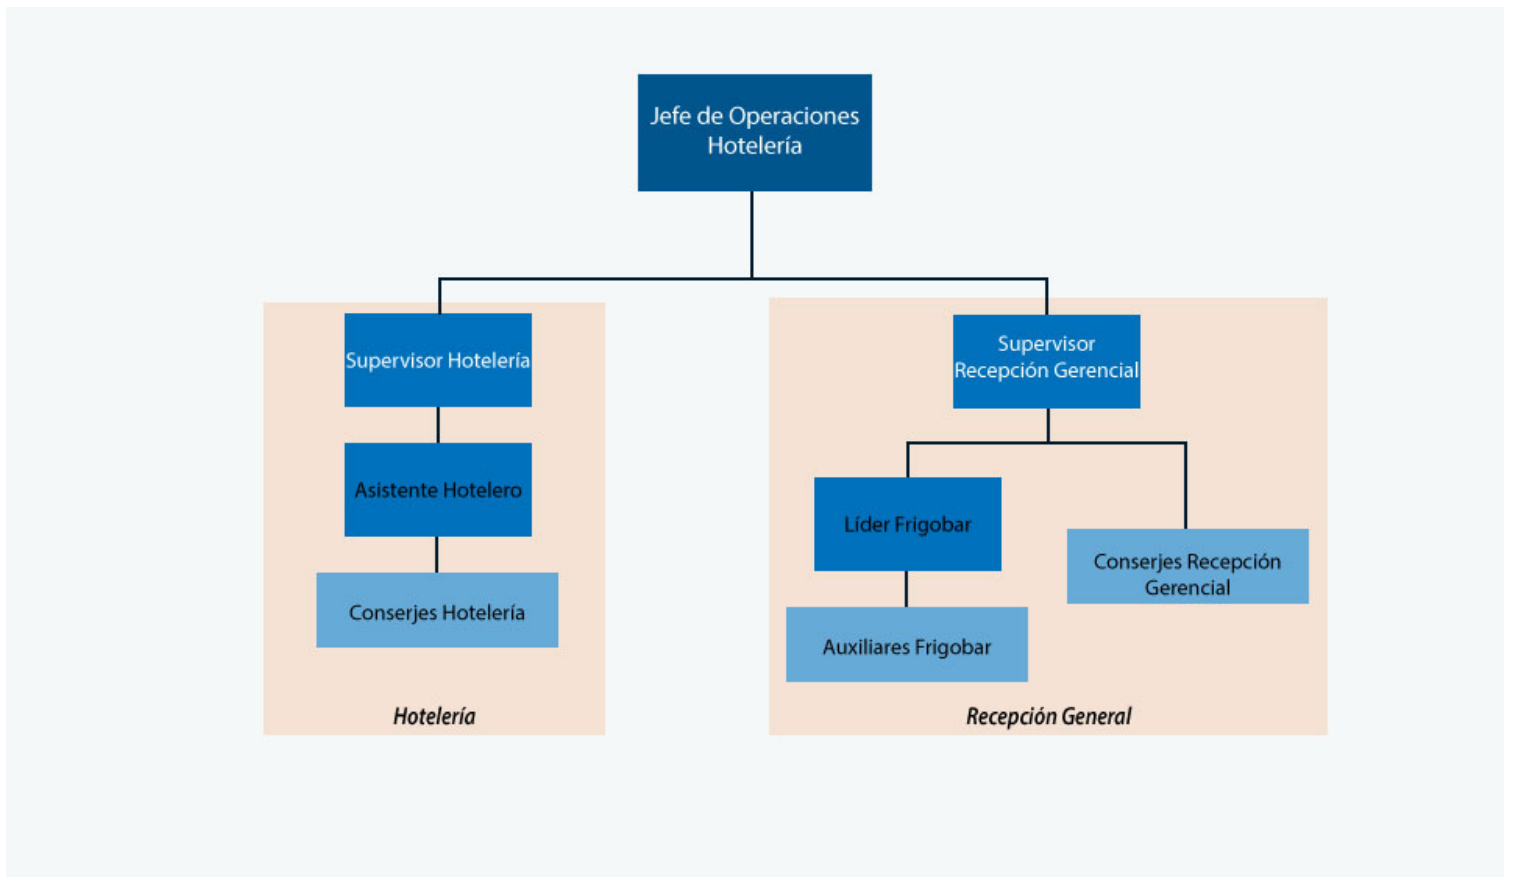 Jefe de Operaciones
Hotelería
Supervisor Hotelería
Asistente Hotelero
Conserjes Hotelería
Hotelería
Supervisor
Recepción Gerencial
Líder Frigobar
Auxiliares Frigobar
Conserjes Recepción
Gerencial
Recepción General